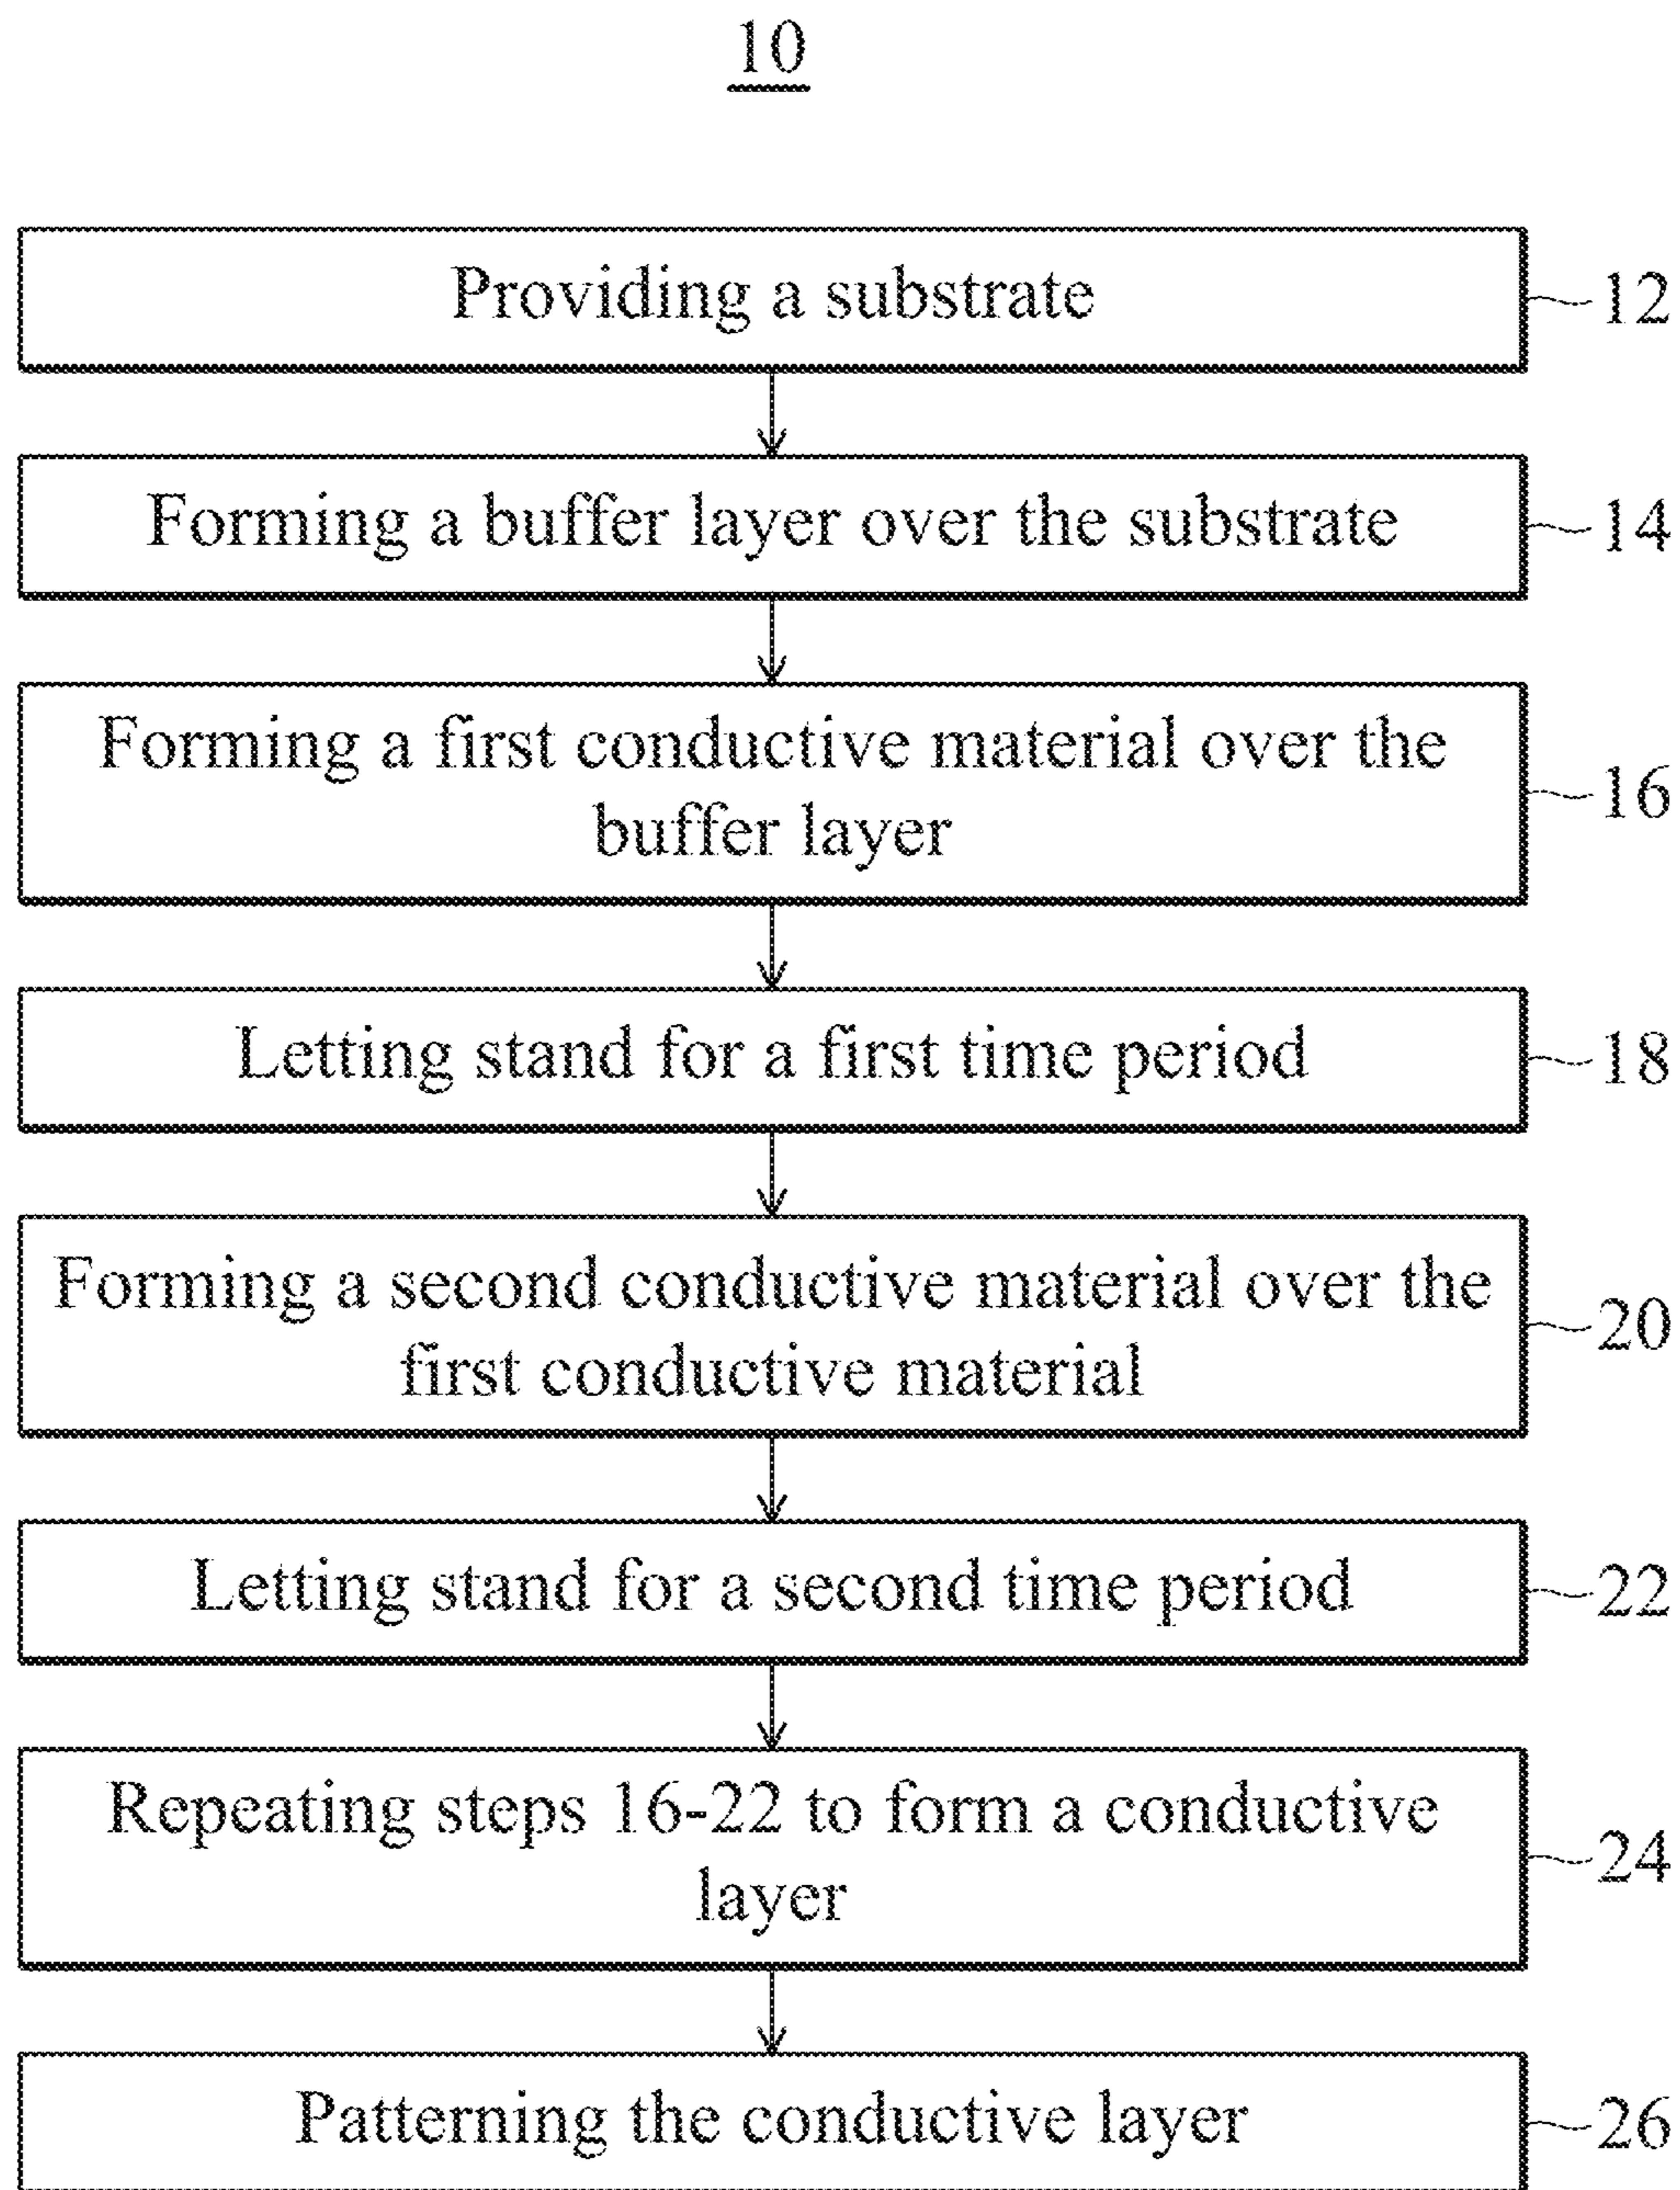 10
Providing a substrate
12
Forming a buffer layer over the substrate
14
Forming a first conductive material over the
buffer layer
16
Letting stand for a first time period
18
Forming a second conductive material over the
first conductive material
20
Letting stand for a second time period
22
Repeating steps 16-22 to form a conductive
layer
24
Patterning the conductive layer
26